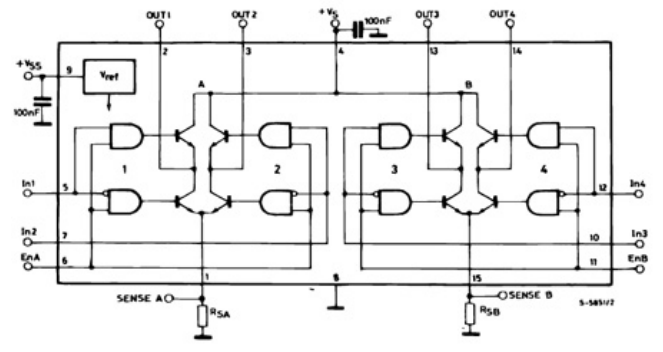 OUT1 OUT2 +Vs 100nF OUT3 OUT4
2 3 4 13 14
+Vss 9 Vref A B
100nF
1 2 3 4
In1 5 12 In4
In2 7 10 In3
EnA 6 11 EnB
1 8 15
SENSE A SENSE B S-5851/2
RSA RSB